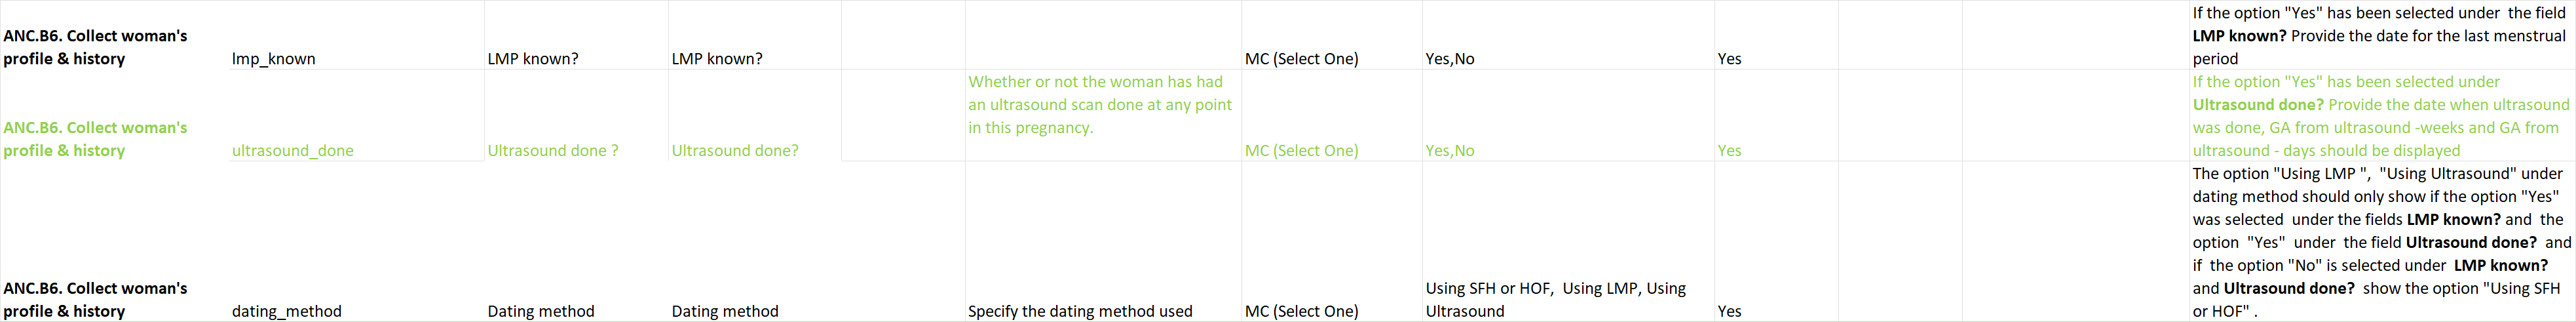 ANC.B6. Collect woman's
profile & history
lmp_known
LMP known?
LMP known?
MC (Select One)
Yes,No
Yes
If the option "Yes" has been selected under  the field
LMP known? Provide the date for the last menstrual
period
ANC.B6. Collect woman's
profile & history
ultrasound_done
Ultrasound done ?
Ultrasound done?
Whether or not the woman has had
an ultrasound scan done at any point
in this pregnancy.
MC (Select One)
Yes,No
Yes
If the option "Yes" has been selected under
Ultrasound done? Provide the date when ultrasound
was done, GA from ultrasound -weeks and GA from
ultrasound - days should be displayed
ANC.B6. Collect woman's
profile & history
dating_method
Dating method
Dating method
Specify the dating method used
MC (Select One)
Using SFH or HOF,  Using LMP, Using
Ultrasound
Yes
The option "Using LMP ",  "Using Ultrasound" under
dating method should only show if the option "Yes"
was selected  under the fields LMP known? and  the
option  "Yes"  under  the field Ultrasound done?  and
if  the option "No" is selected under  LMP known?
and Ultrasound done?  show the option "Using SFH
or HOF" .